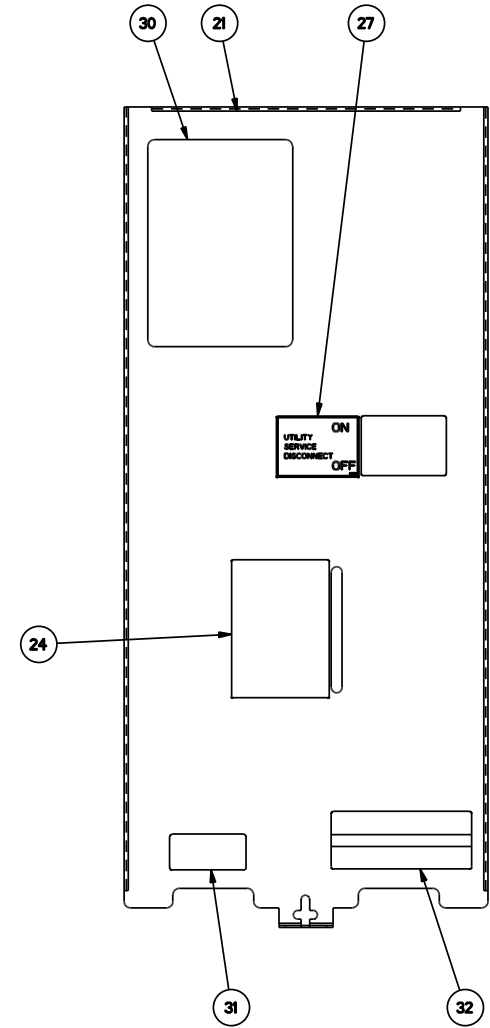 30 21 27
ON
UTILITY
SERVICE
DISCONNECT
OFF
24
31 32